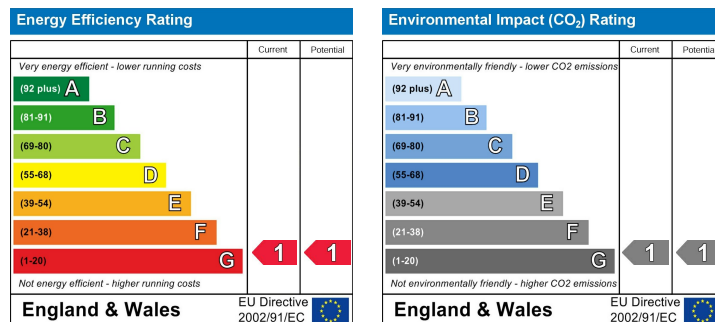 Energy Efficiency Rating
Current Potential
Very energy efficient - lower running costs
(92 plus) A
(81-91) B
(69-80) C
(55-68) D
(39-54) E
(21-38) F
(1-20) G 1 1
Not energy efficient - higher running costs
England & Wales
EU Directive
2002/91/EC
Environmental Impact (CO2) Rating
Current Potential
Very environmentally friendly - lower CO2 emissions
(92 plus) A
(81-91) B
(69-80) C
(55-68) D
(39-54) E
(21-38) F
(1-20) G 1 1
Not environmentally friendly - higher CO2 emissions
England & Wales
EU Directive
2002/91/EC